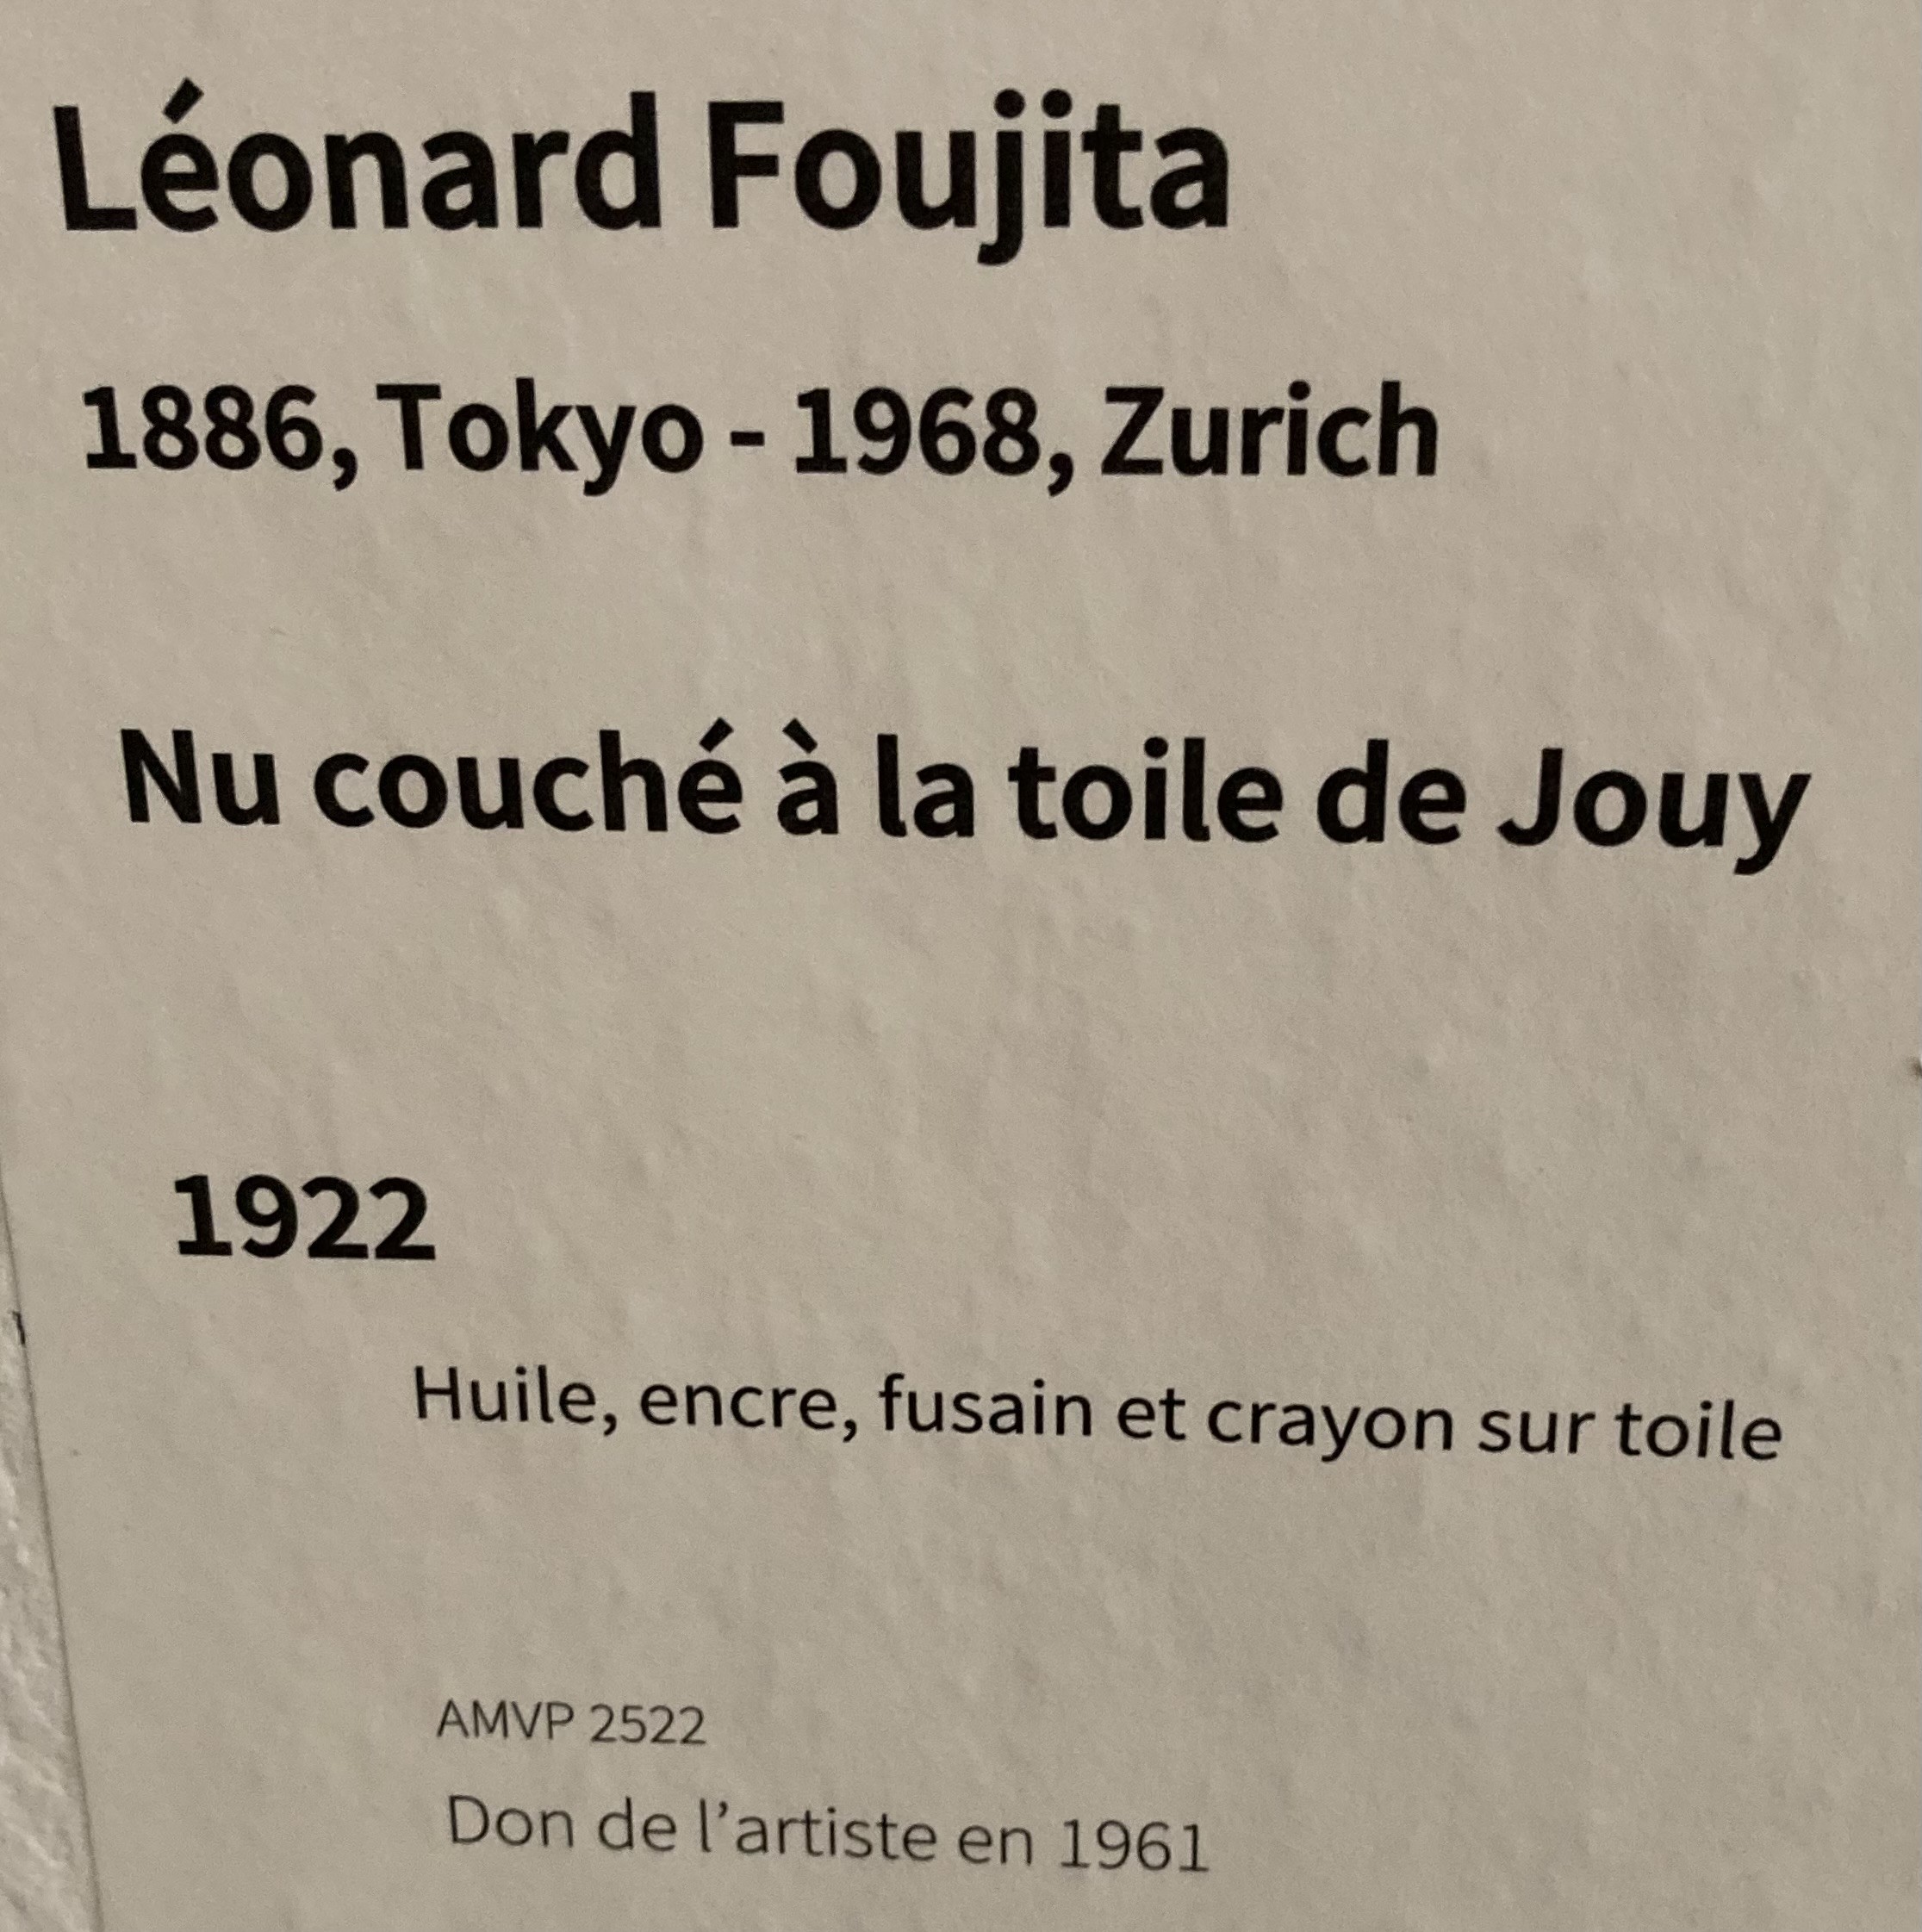 Léonard Foujita
1886, Tokyo - 1968, Zurich
Nu couché à la toile de Jouy
1922
Huile, encre, fusain et crayon sur toile
AMVP 2522
Don de l’artiste en 1961